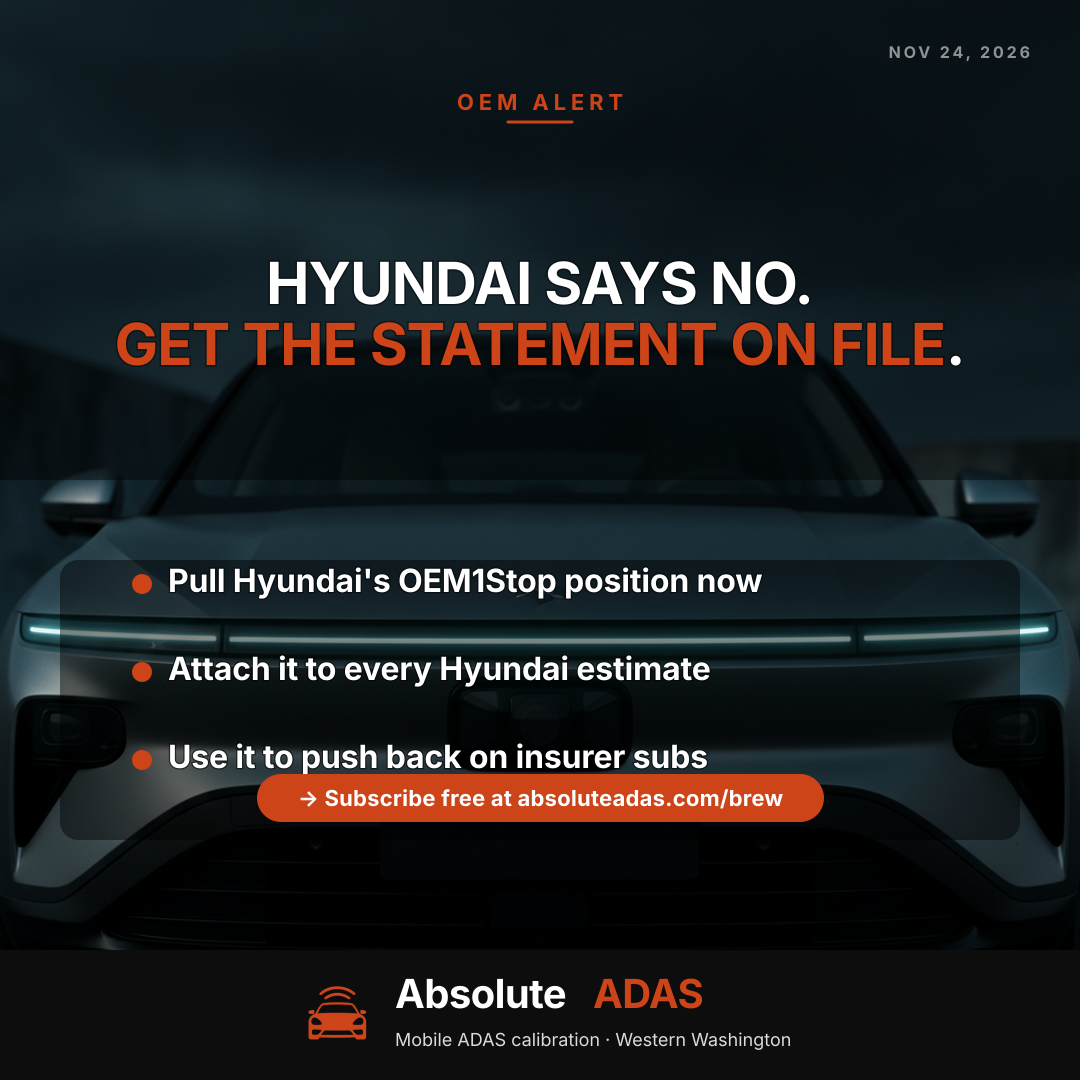 NOV 24, 2026
OEM ALERT
HYUNDAI SAYS NO.
GET THE STATEMENT ON FILE.
Pull Hyundai's OEM1Stop position now
Attach it to every Hyundai estimate
Use it to push back on insurer subs
→ Subscribe free at absoluteadas.com/brew
Absolute ADAS
Mobile ADAS calibration · Western Washington